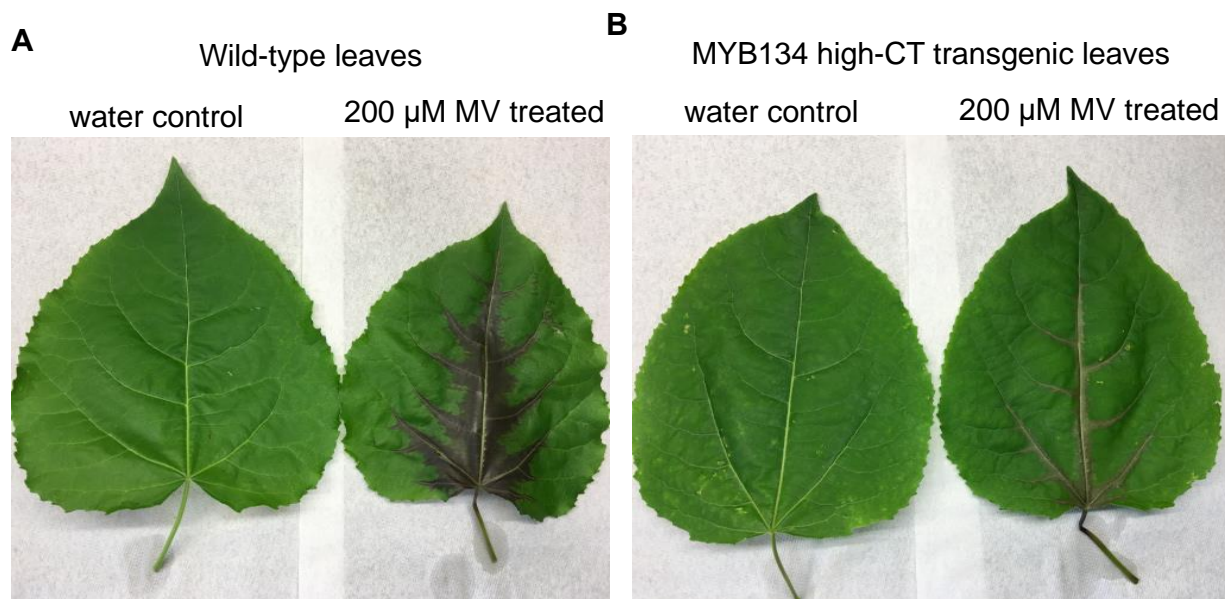 A
Wild-type leaves
water control
200 µM MV treated
B
MYB134 high-CT transgenic leaves
water control
200 µM MV treated